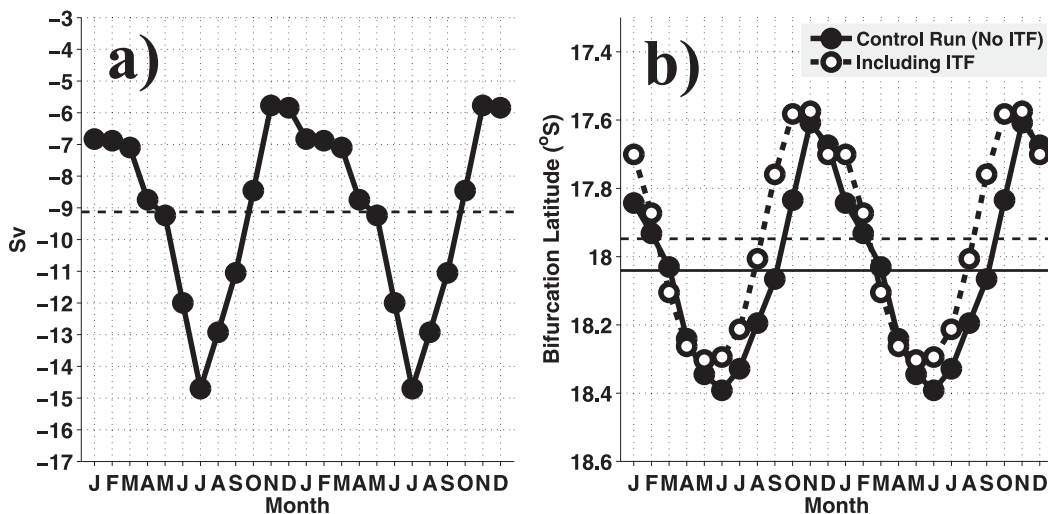 a)
−3
−4
−5
−6
−7
−8
−9
−10
−11
−12
−13
−14
−15
−16
−17
Sv
J F M A M J J A S O N D J F M A M J J A S O N D
Month
b)
Control Run (No ITF)
Including ITF
17.4
17.6
17.8
18
18.2
18.4
18.6
Bifurcation Latitude (°S)
J F M A M J J A S O N D J F M A M J J A S O N D
Month